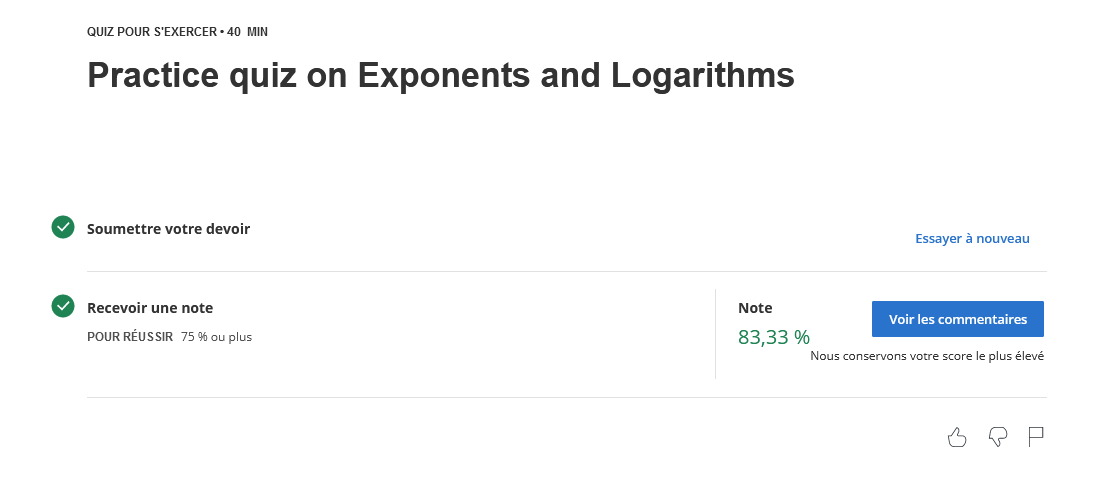 QUIZ POUR S'EXERCER • 40 MIN
Practice quiz on Exponents and Logarithms
Soumettre votre devoir
Essayer à nouveau
Recevoir une note
POUR RÉUSSIR 75 % ou plus
Note
83,33 %
Voir les commentaires
Nous conservons votre score le plus élevé